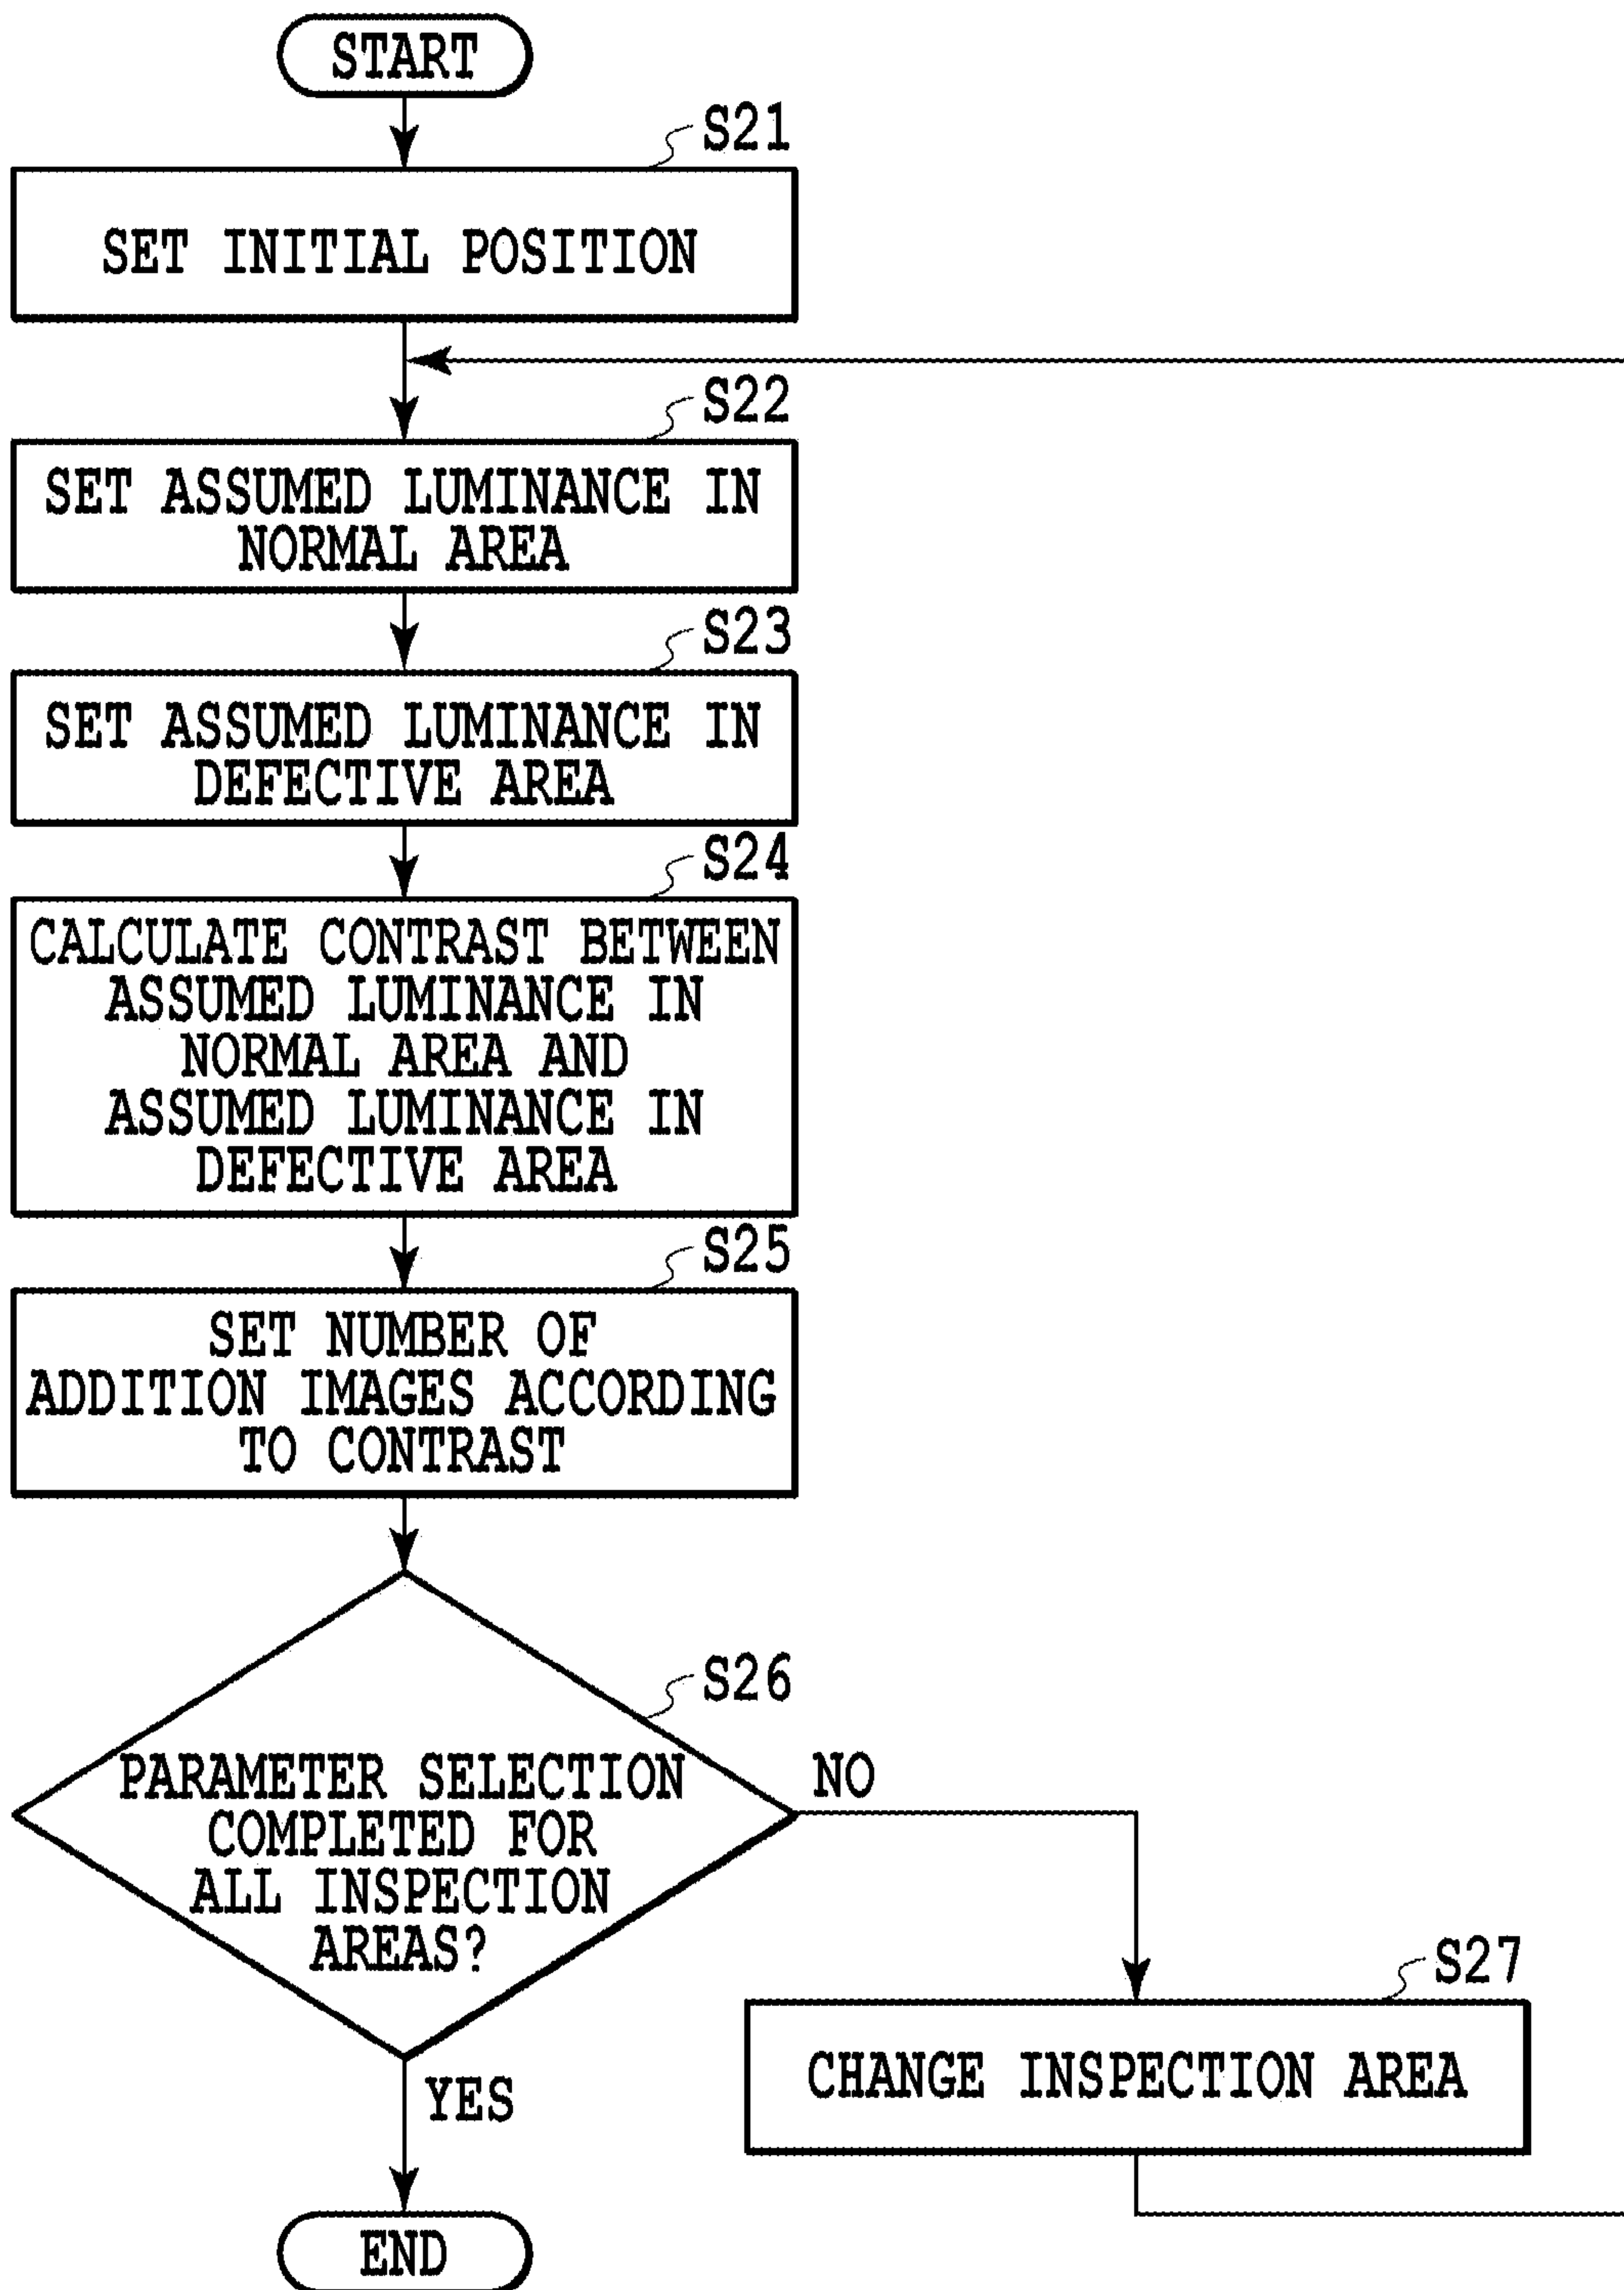 START
S21
SET INITIAL POSITION
S22
SET ASSUMED LUMINANCE IN
NORMAL AREA
S23
SET ASSUMED LUMINANCE IN
DEFECTIVE AREA
S24
CALCULATE CONTRAST BETWEEN
ASSUMED LUMINANCE IN
NORMAL AREA AND
ASSUMED LUMINANCE IN
DEFECTIVE AREA
S25
SET NUMBER OF
ADDITION IMAGES ACCORDING
TO CONTRAST
S26
PARAMETER SELECTION
COMPLETED FOR
ALL INSPECTION
AREAS?
NO
S27
CHANGE INSPECTION AREA
YES
END